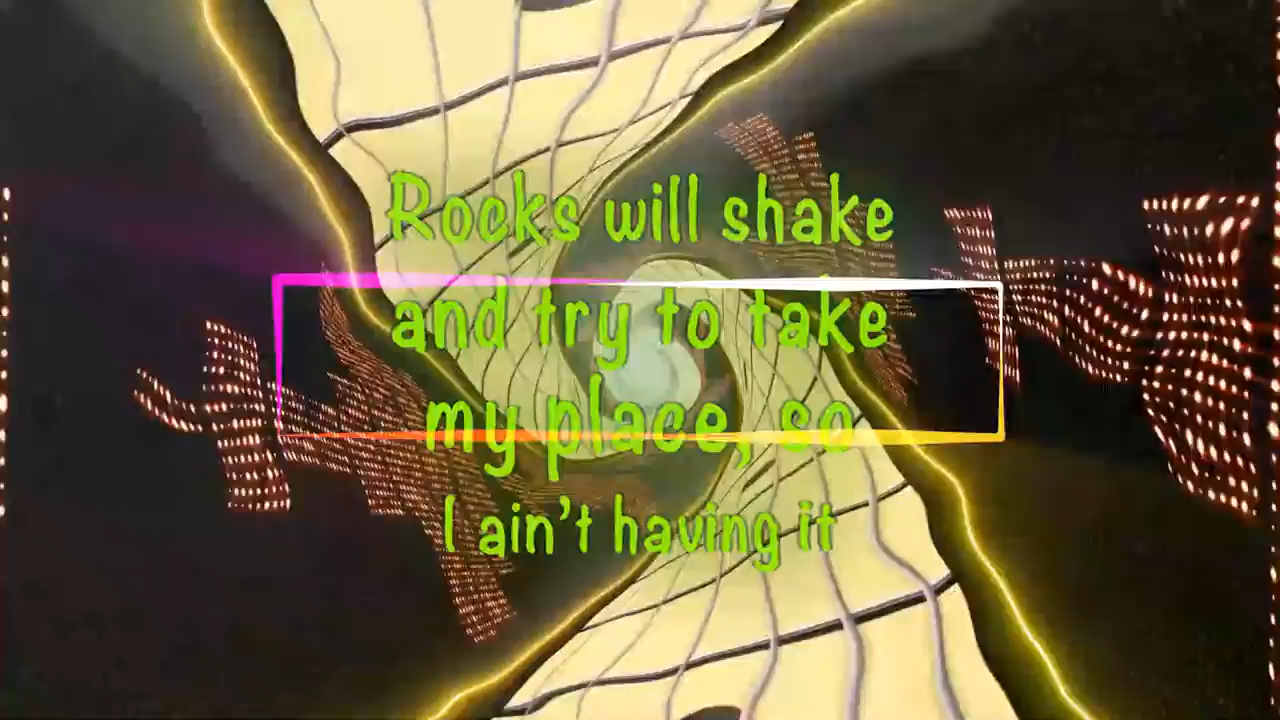 Rocks will shake
and try to take
my place, so
I ain't having it